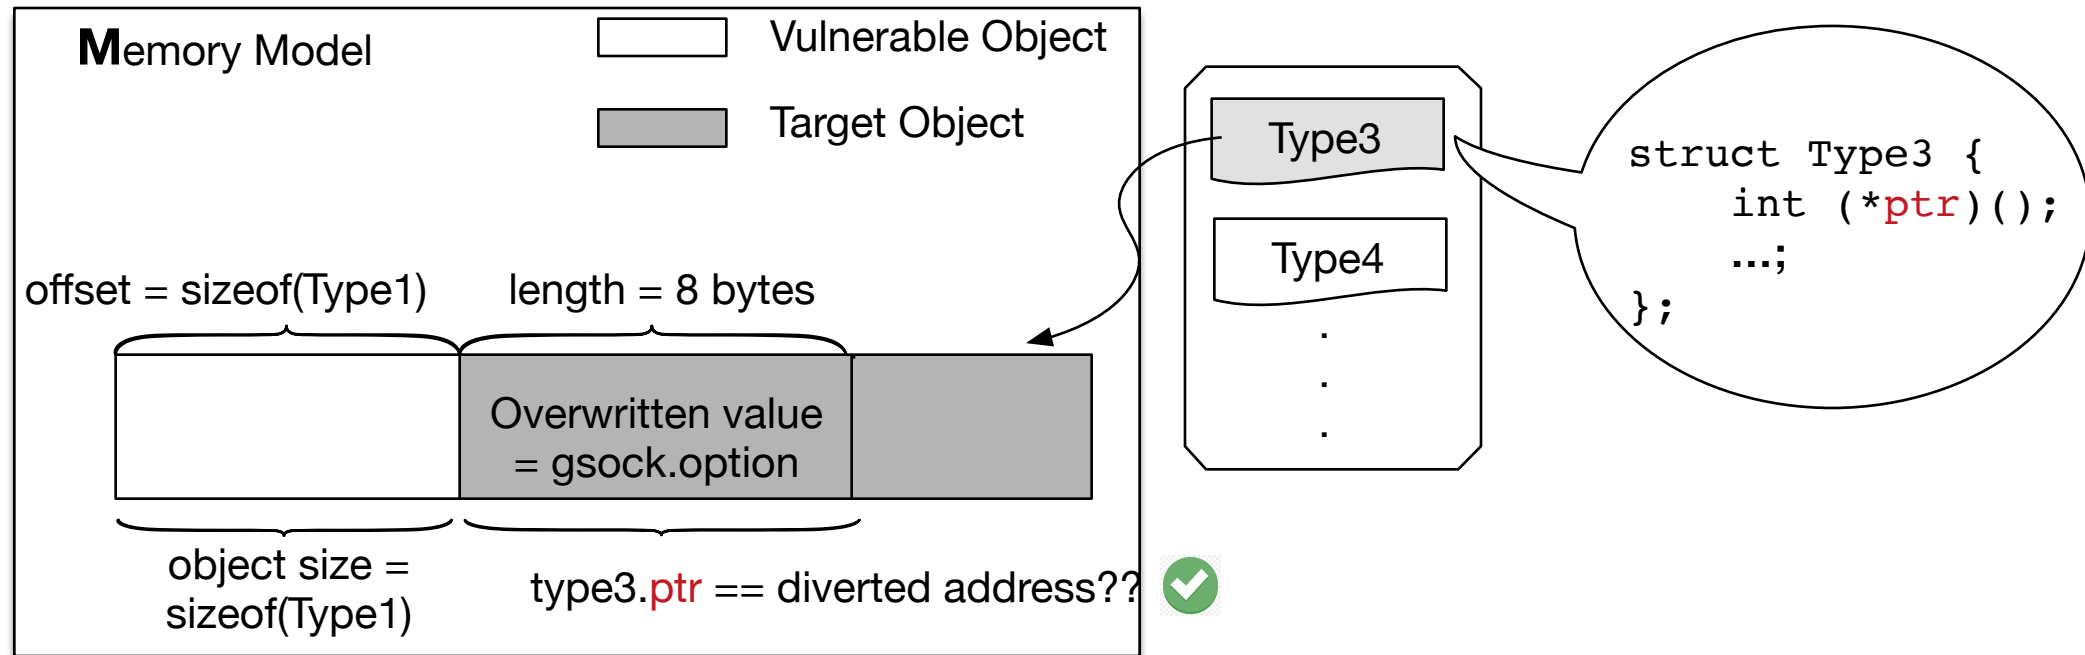 Memory Model
Vulnerable Object
Target Object
offset = sizeof(Type1)
length = 8 bytes
Overwritten value
= gsock.option
object size =
sizeof(Type1)
type3.ptr == diverted address??
Type3
Type4
.
.
.
struct Type3 {
int (*ptr)();
...;
};